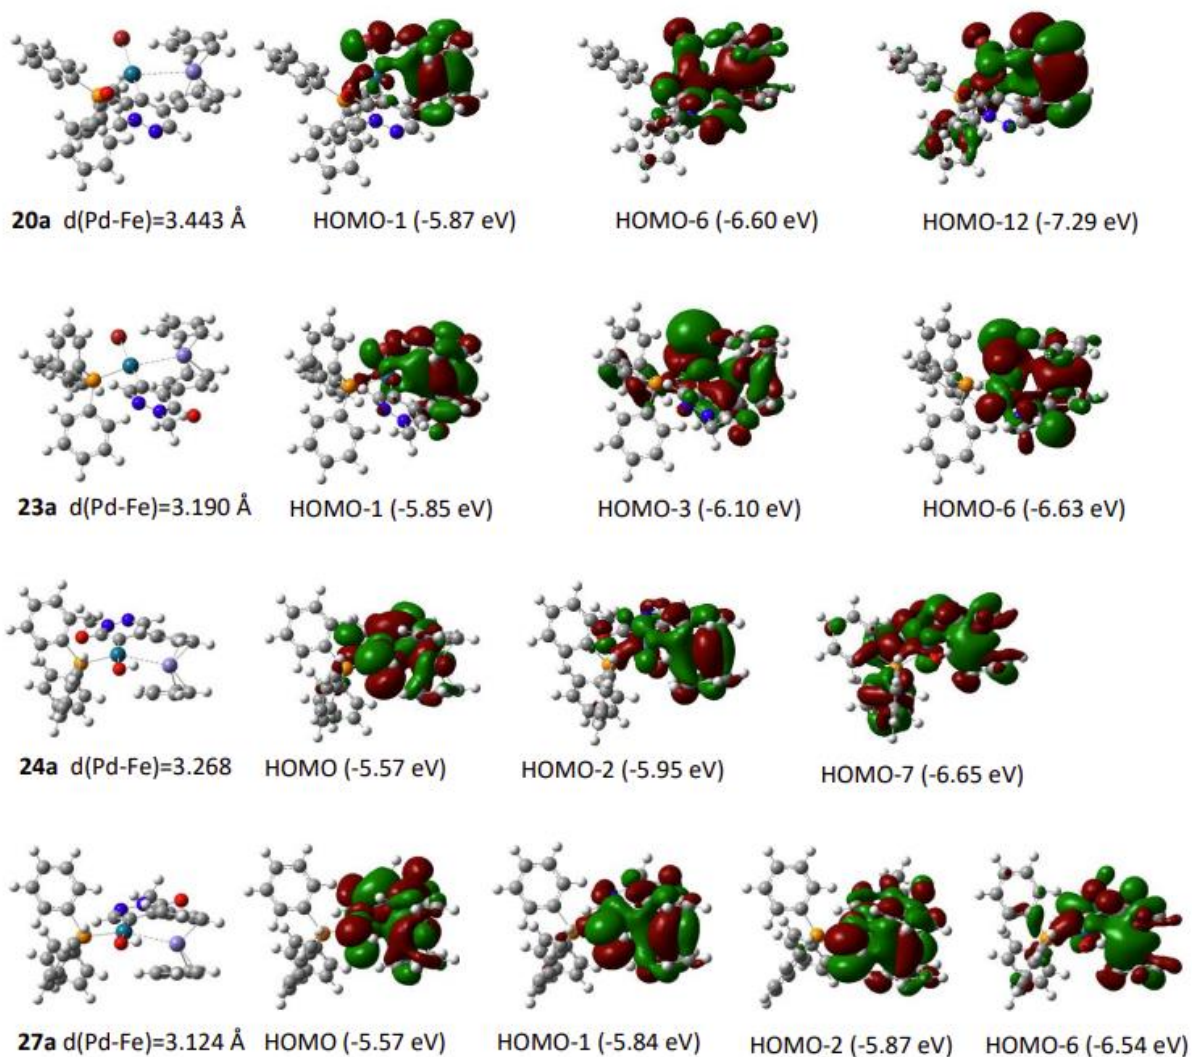 20a d(Pd-Fe)=3.443 Å HOMO-1 (-5.87 eV) HOMO-6 (-6.60 eV) HOMO-12 (-7.29 eV)
23a d(Pd-Fe)=3.190 Å HOMO-1 (-5.85 eV) HOMO-3 (-6.10 eV) HOMO-6 (-6.63 eV)
24a d(Pd-Fe)=3.268 HOMO (-5.57 eV) HOMO-2 (-5.95 eV) HOMO-7 (-6.65 eV)
27a d(Pd-Fe)=3.124 Å HOMO (-5.57 eV) HOMO-1 (-5.84 eV) HOMO-2 (-5.87 eV) HOMO-6 (-6.54 eV)